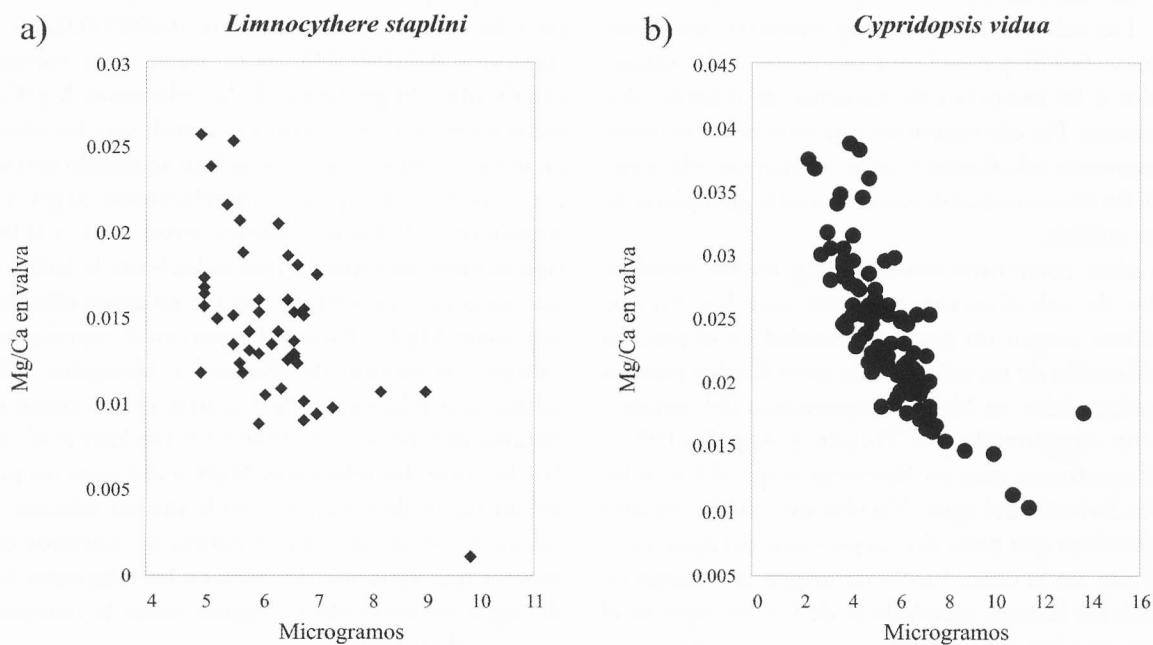 a) Limnocythere staplini
0.03
0.025
0.02
0.015
0.01
0.005
0
4 5 6 7 8 9 10 11
Microgramos
Mg/Ca en valva
b) Cypridopsis vidua
0.045
0.04
0.035
0.03
0.025
0.02
0.015
0.01
0.005
0 2 4 6 8 10 12 14 16
Microgramos
Mg/Ca en valva